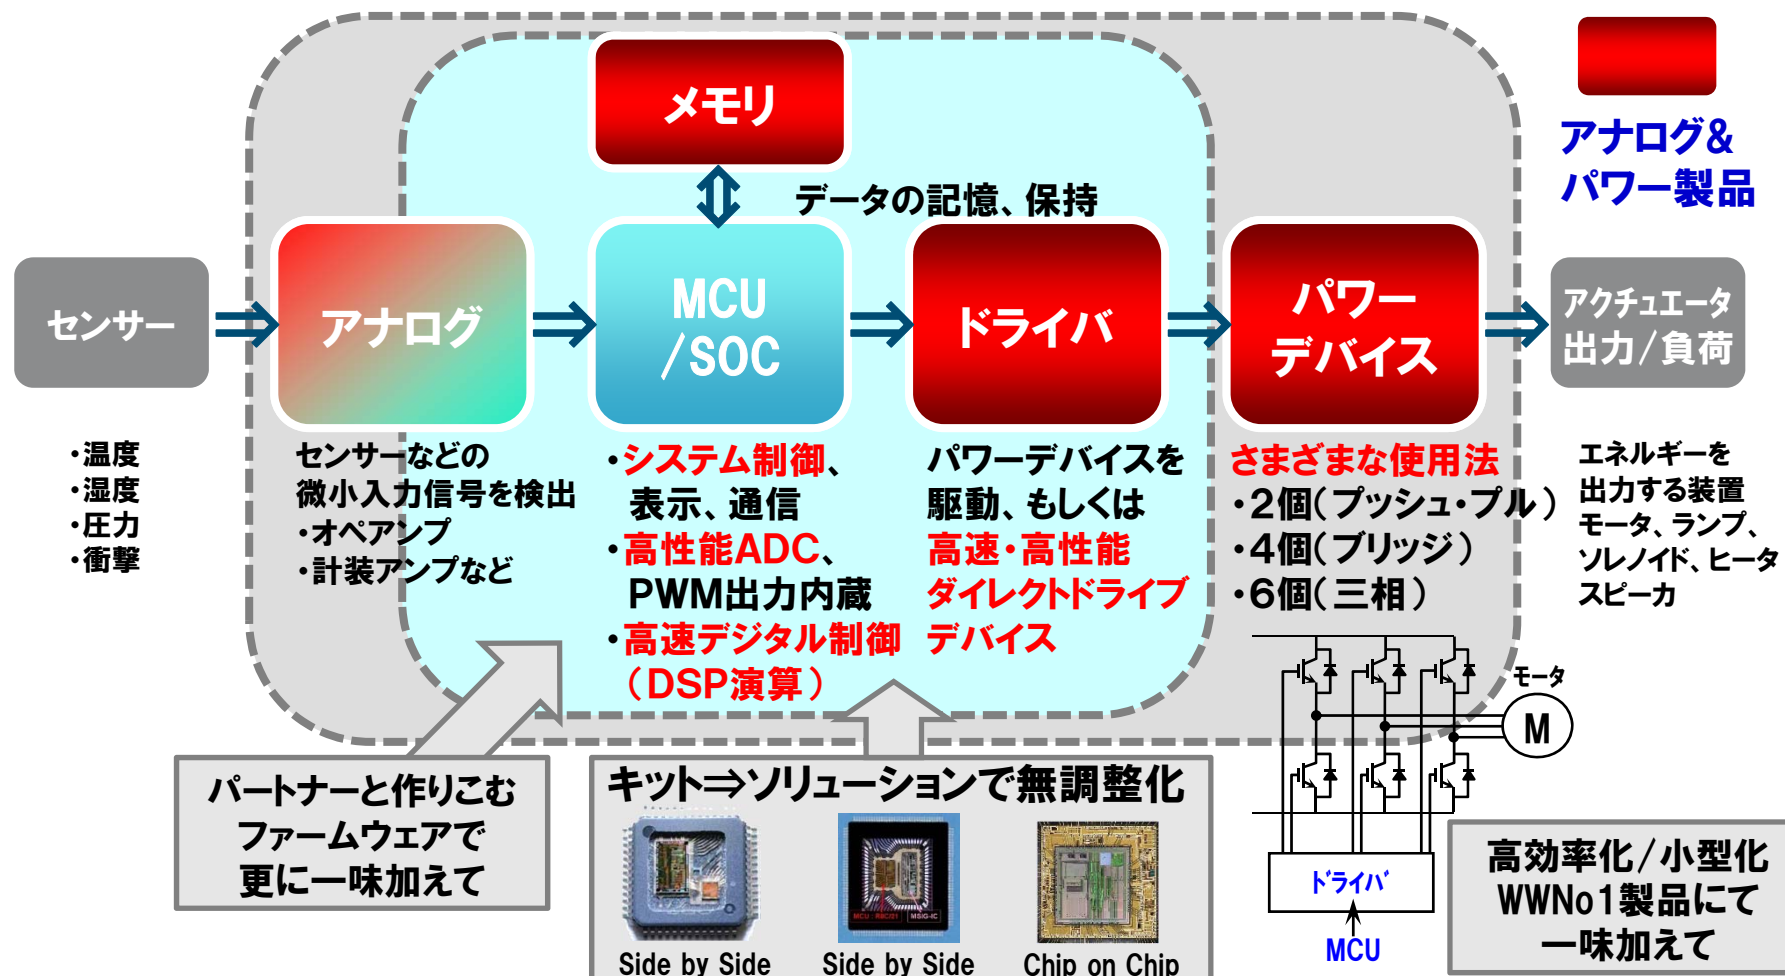 メモリ
アナログ&
パワー製品
データの記憶、保持
センサー
アナログ
MCU
/SOC
ドライバ
パワー
デバイス
アクチュエータ
出力/負荷
・温度
・湿度
・圧力
・衝撃
センサーなどの
微小入力信号を検出
・オペアンプ
・計装アンプなど
・システム制御、
表示、通信
・高性能ADC、
PWM出力内蔵
・高速デジタル制御
(DSP演算)
パワーデバイスを
駆動、もしくは
高速・高性能
ダイレクトドライブ
デバイス
さまざまな使用法
・2個(プッシュ・プル)
・4個(ブリッジ)
・6個(三相)
エネルギーを
出力する装置
モータ、ランプ、
ソレノイド、ヒータ
スピーカ
モータ
M
ドライバ
MCU
パートナーと作りこむ
ファームウェアで
更に一味加えて
キット⇒ソリューションで無調整化
MCU : R8C/21
MSIG-IC
Side by Side
Side by Side
Chip on Chip
高効率化/小型化
WWNo1製品にて
一味加えて